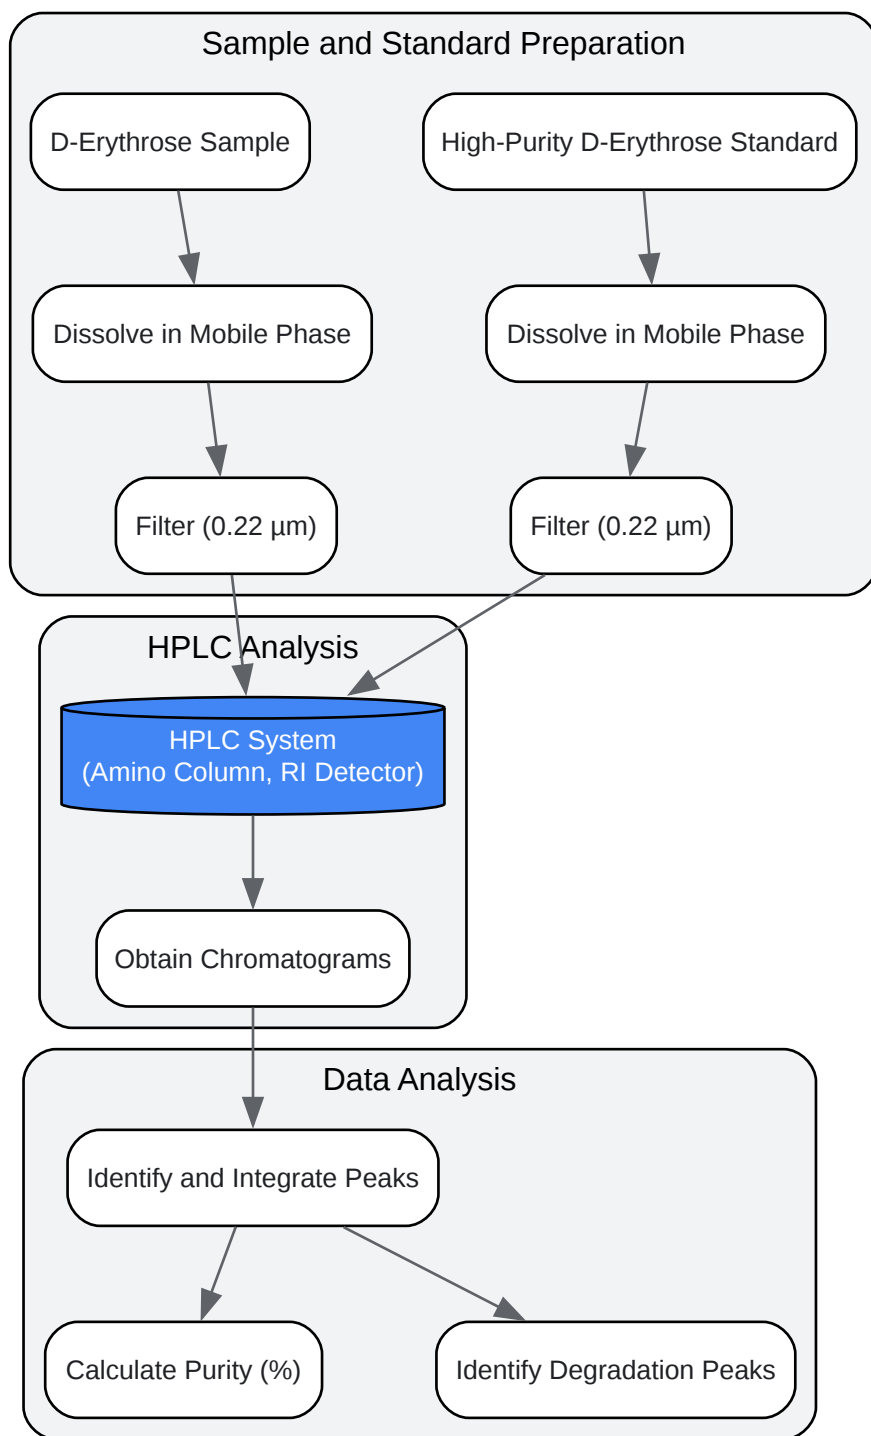 Sample and Standard Preparation
D-Erythrose Sample
High-Purity D-Erythrose Standard
Dissolve in Mobile Phase
Dissolve in Mobile Phase
Filter (0.22 µm)
Filter (0.22 µm)
HPLC Analysis
HPLC System
(Amino Column, RI Detector)
Obtain Chromatograms
Data Analysis
Identify and Integrate Peaks
Calculate Purity (%)
Identify Degradation Peaks